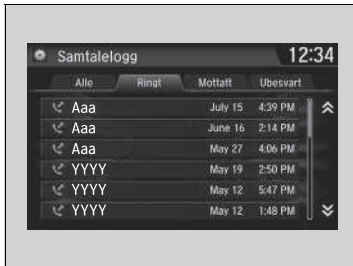 Samtalelogg 12:34
Alle Ringt Mottatt Ubesvart
Aaa July 15 4:39 PM
Aaa June 16 2:14 PM
Aaa May 27 4:06 PM
YYYY May 19 2:50 PM
YYYY May 12 5:47 PM
YYYY May 12 1:48 PM